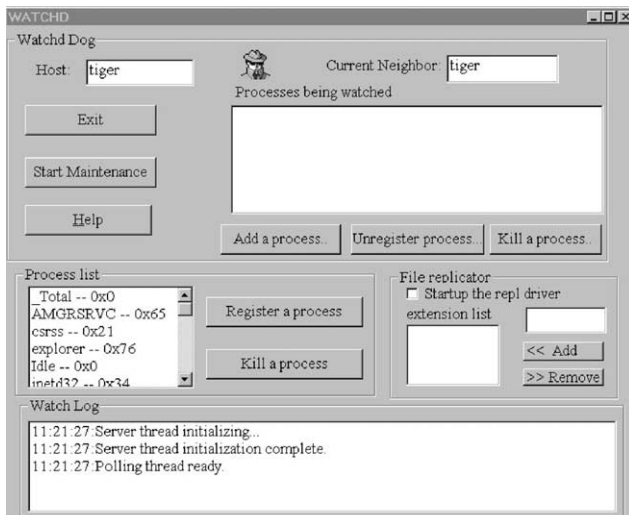 WATCHD
Watchd Dog
Host: tiger
Current Neighbor: tiger
Processes being watched
Exit
Start Maintenance
Help
Add a process..
Unregister process...
Kill a process..
Process list
_Total -- 0x0
AMGRSRVC -- 0x65
csrss -- 0x21
explorer -- 0x76
Idle -- 0x0
inetd32 -- 0x34
Register a process
Kill a process
File replicator
Startup the repl driver
extension list
<< Add
>> Remove
Watch Log
11:21:27:Server thread initializing...
11:21:27:Server thread initialization complete.
11:21:27:Polling thread ready.